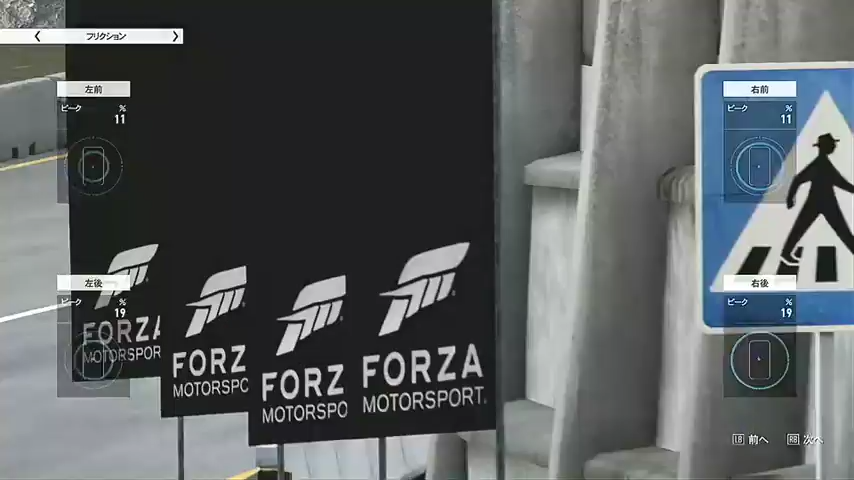 フリクション
左前
ピーク %
11
右前
ピーク %
11
左後
ピーク %
19
右後
ピーク %
19
FORZA
MOTORSPOR
FORZ
MOTORSPO
FORZ
MOTORSPO
FORZA
MOTORSPORT
LB 前へ
RB 次へ